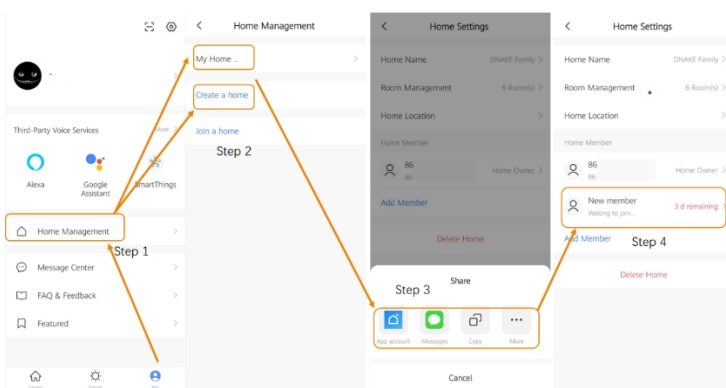 Third-Party Voice Services
More
Alexa
Google Assistant
SmartThings
Home Management
Step 1
Message Center
FAQ & Feedback
Featured
Home Management
My Home ..
Create a home
Join a home
Step 2
Home Settings
Home Name
DNAKE Family
Room Management
6 Room(s)
Home Location
Home Member
86
86-
Home Owner
Add Member
Delete Home
Share
Step 3
App account
Messages
Copy
More
Cancel
Home Settings
Home Name
DNAKE Family
Room Management
6 Room(s)
Home Location
Home Member
86
86-
Home Owner
New member
Waiting to join...
3 d remaining
Add Member
Step 4
Delete Home